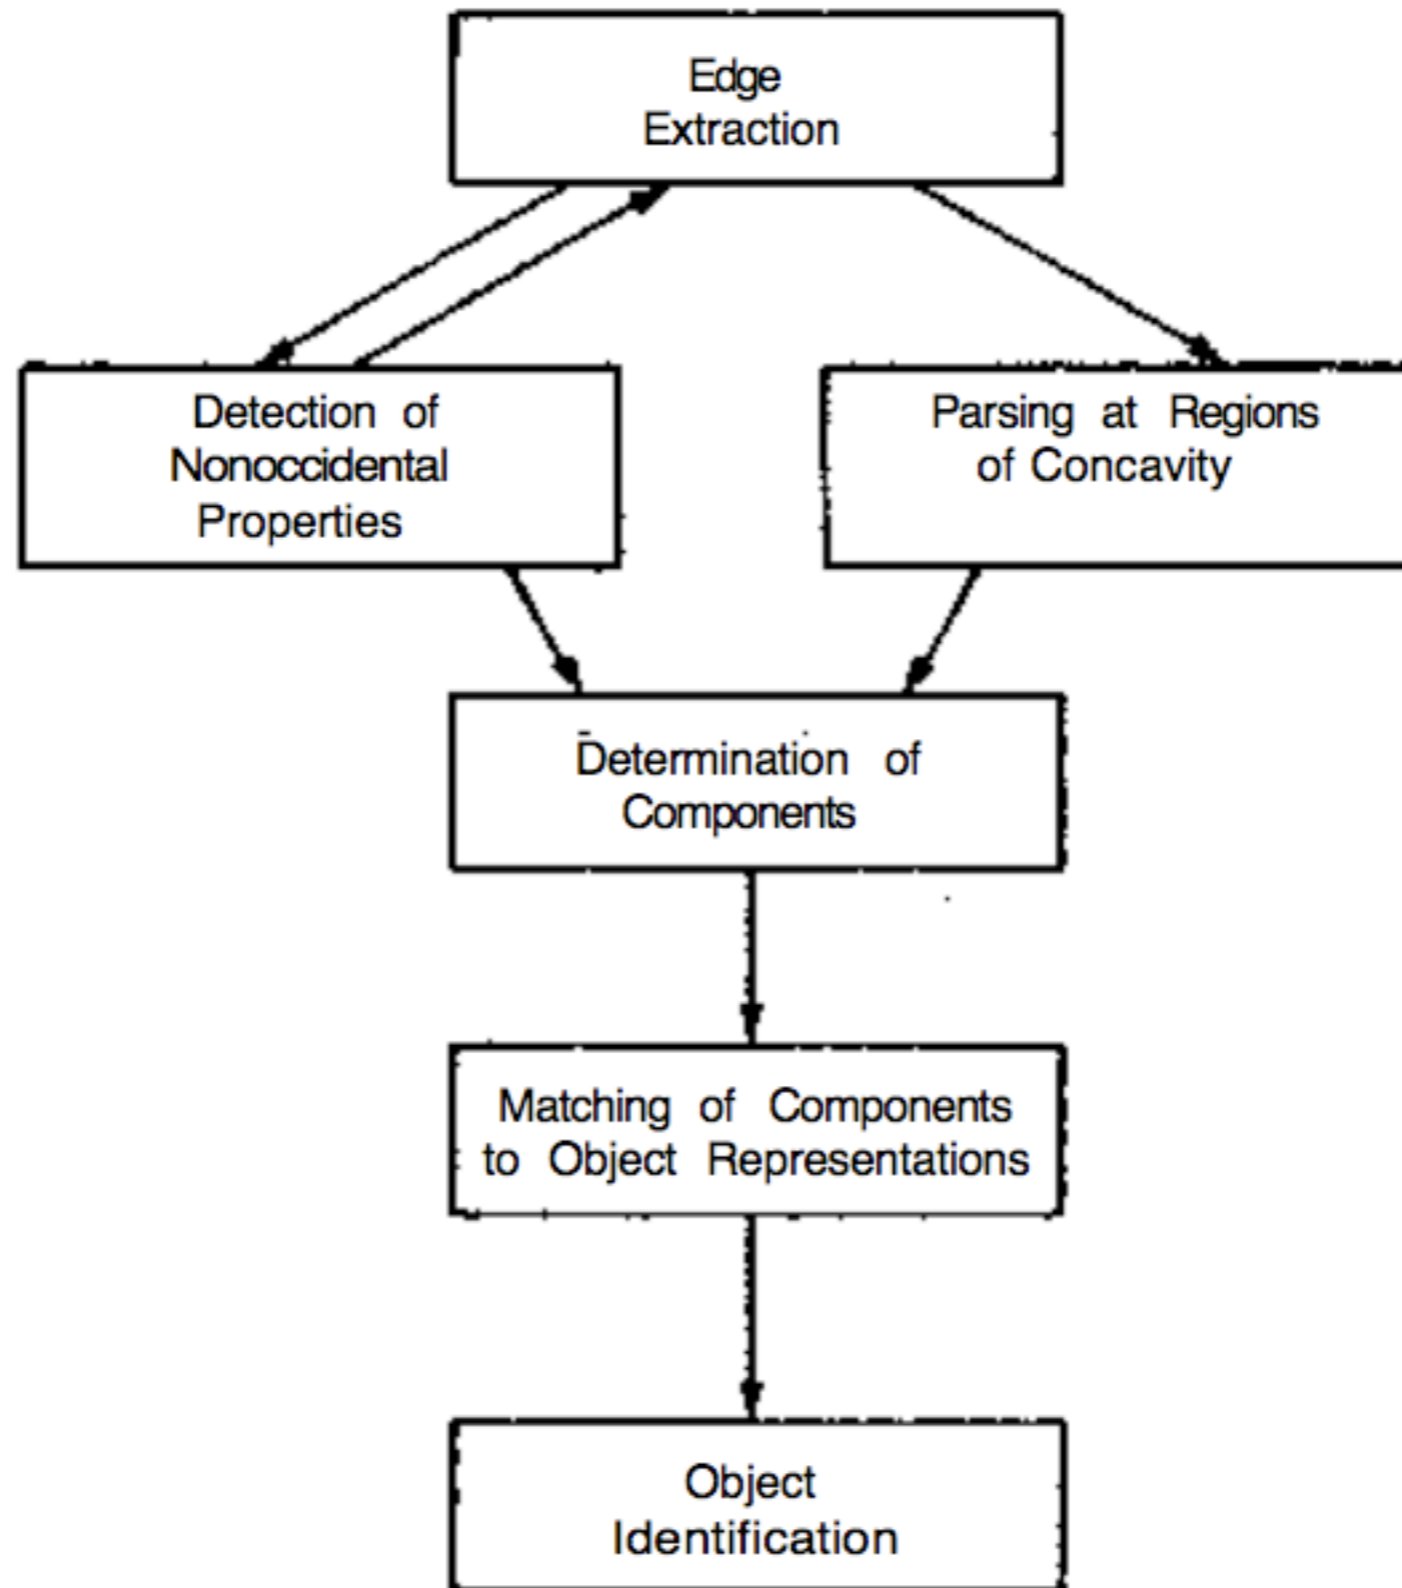 Edge
Extraction
Detection of
Nonoccidental
Properties
Parsing at Regions
of Concavity
Determination of
Components
Matching of Components
to Object Representations
Object
Identification